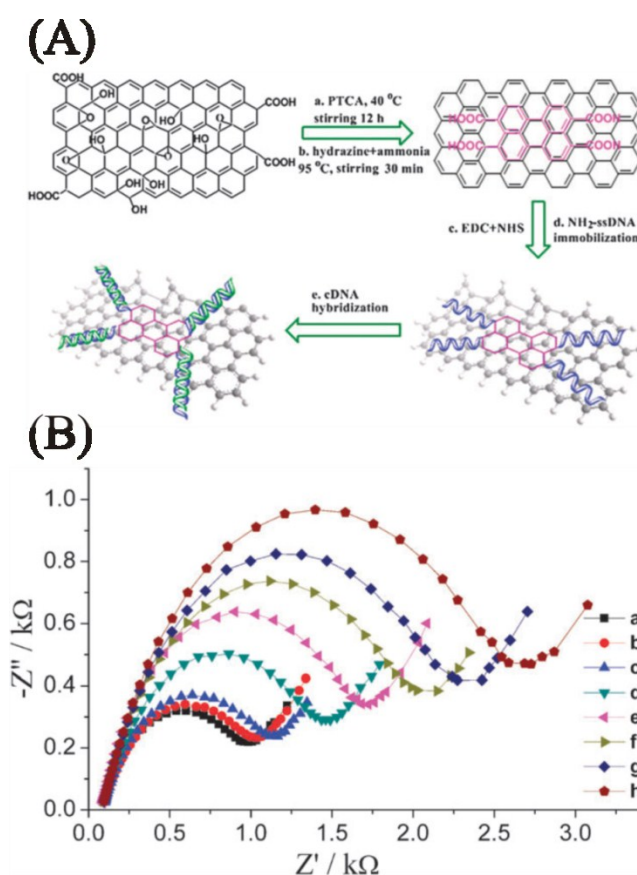 (A)
COOH
OH
COOH
O
OH
HO
O
O
HO
OH
O
O
COOH
HOOC
OH
OH
OH
a. PTCA, 40 °C
stirring 12 h
b. hydrazine+ammonia
95 °C, stirring 30 min
HOOC
COOH
HOOC
COOH
c. EDC+NHS
d. NH2-ssDNA
immobilization
e. cDNA
hybridization
(B)
-Z'' / kΩ
1.0
0.8
0.6
0.4
0.2
0.0
0.0 0.5 1.0 1.5 2.0 2.5 3.0
Z' / kΩ
a
b
c
d
e
f
g
h